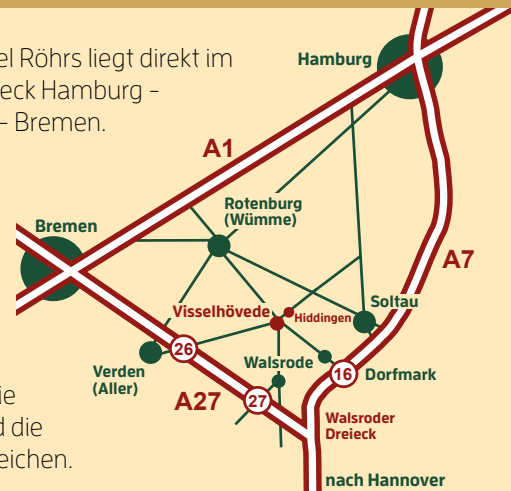 el Röhrs liegt direkt im
eck Hamburg -
- Bremen.
Hamburg
A1
Rotenburg
(Wümme)
Bremen
A7
Visselhövede
Hiddingen
Soltau
26
Verden
(Aller)
Walsrode
16
Dorfmark
A27
27
Walsroder
Dreieck
ie
d die
eichen.
nach Hannover